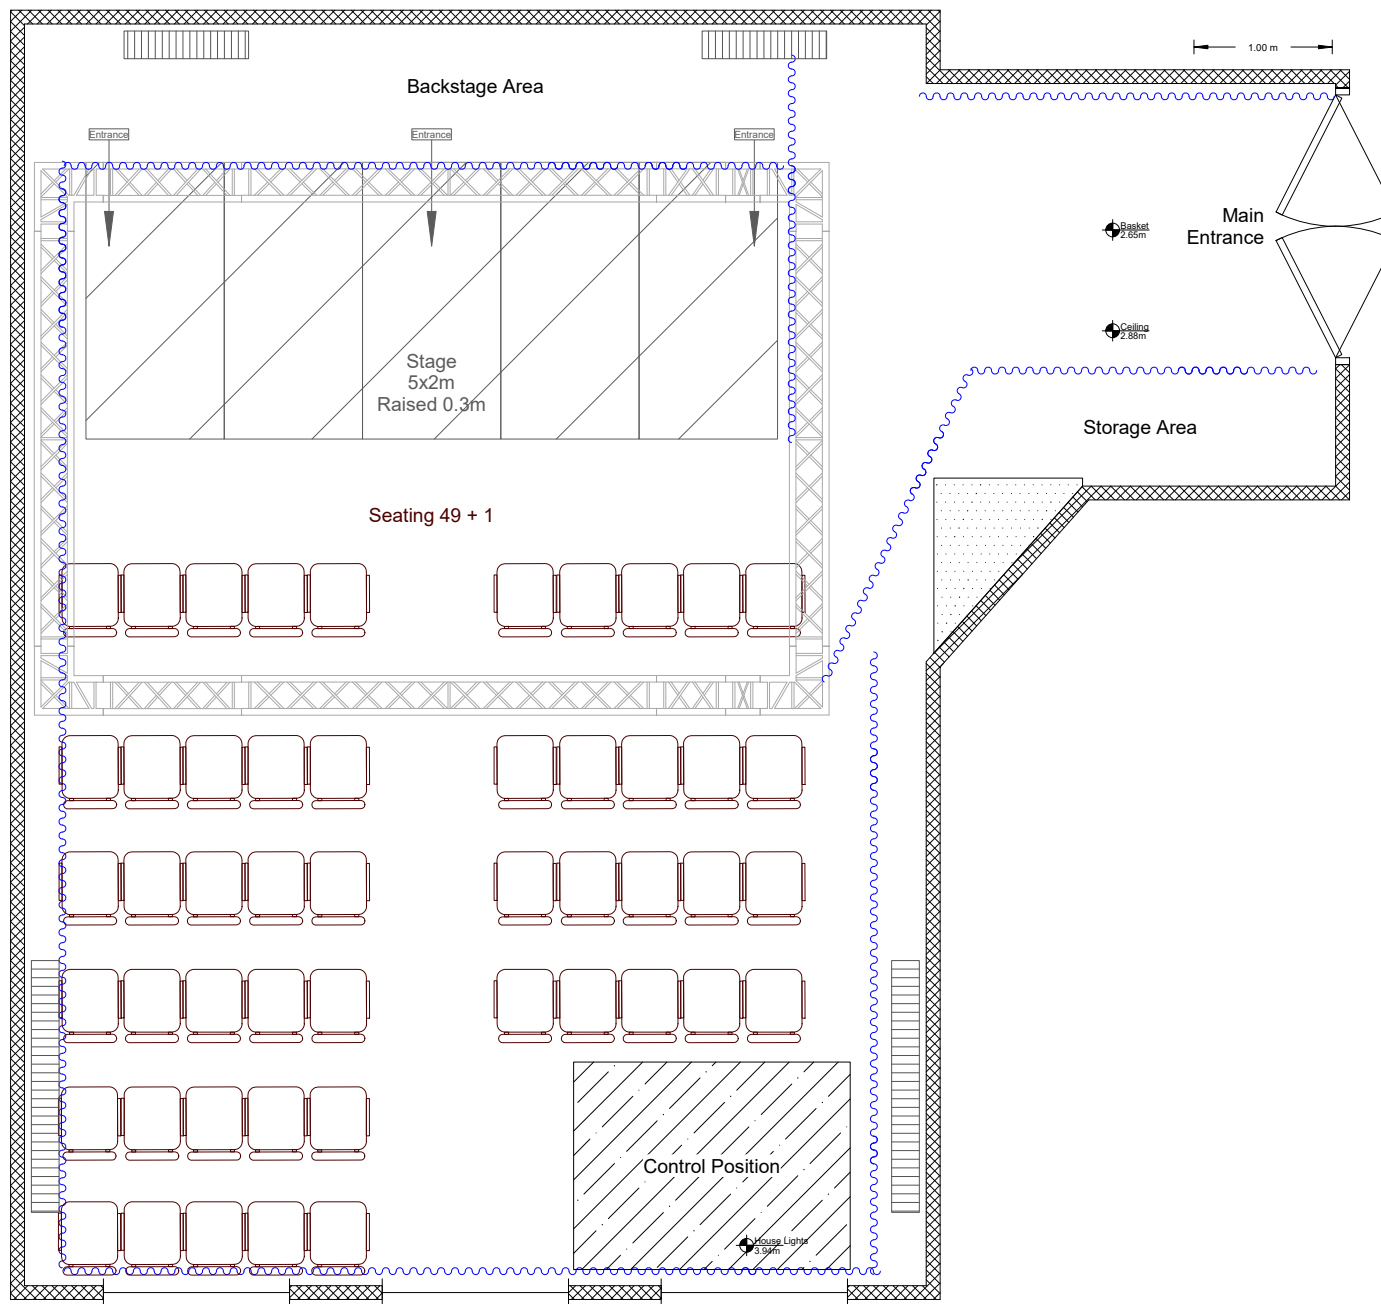 1.00 m
Backstage Area
Entrance
Entrance
Entrance
Main
Entrance
Basket
2.65m
Ceiling
2.88m
Stage
5x2m
Raised 0.3m
Storage Area
Seating 49 + 1
Control Position
House Lights
3.94m